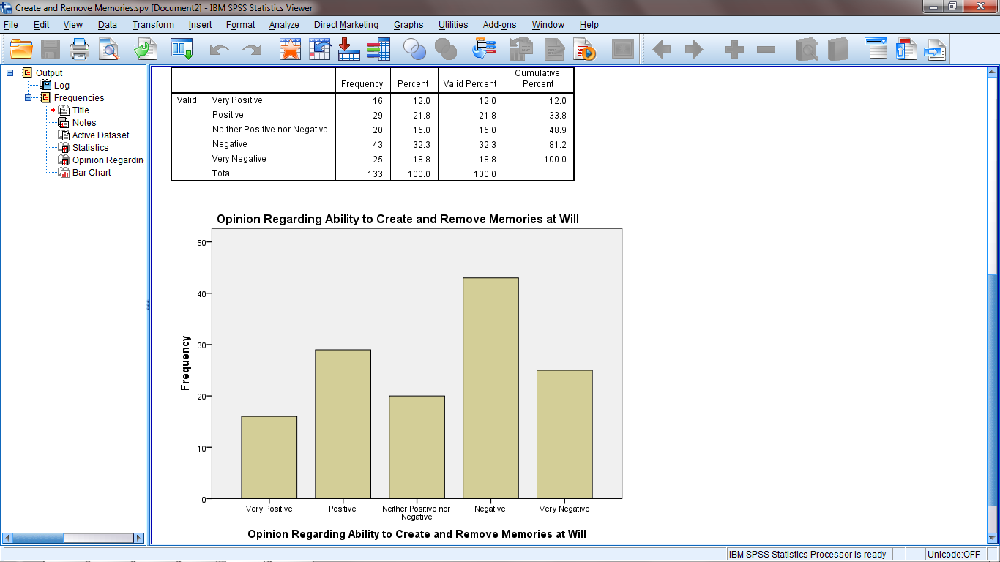 Create and Remove Memories.spv [Document2] - IBM SPSS Statistics Viewer
File Edit View Data Transform Insert Format Analyze Direct Marketing Graphs Utilities Add-ons Window Help
Output
Log
Frequencies
Title
Notes
Active Dataset
Statistics
Opinion Regardin
Bar Chart
Frequency Percent Valid Percent Cumulative Percent
Valid Very Positive 16 12.0 12.0 12.0
Positive 29 21.8 21.8 33.8
Neither Positive nor Negative 20 15.0 15.0 48.9
Negative 43 32.3 32.3 81.2
Very Negative 25 18.8 18.8 100.0
Total 133 100.0 100.0
Opinion Regarding Ability to Create and Remove Memories at Will
50
40
30
20
10
0
Frequency
Very Positive Positive Neither Positive nor Negative Negative Very Negative
Opinion Regarding Ability to Create and Remove Memories at Will
IBM SPSS Statistics Processor is ready Unicode:OFF